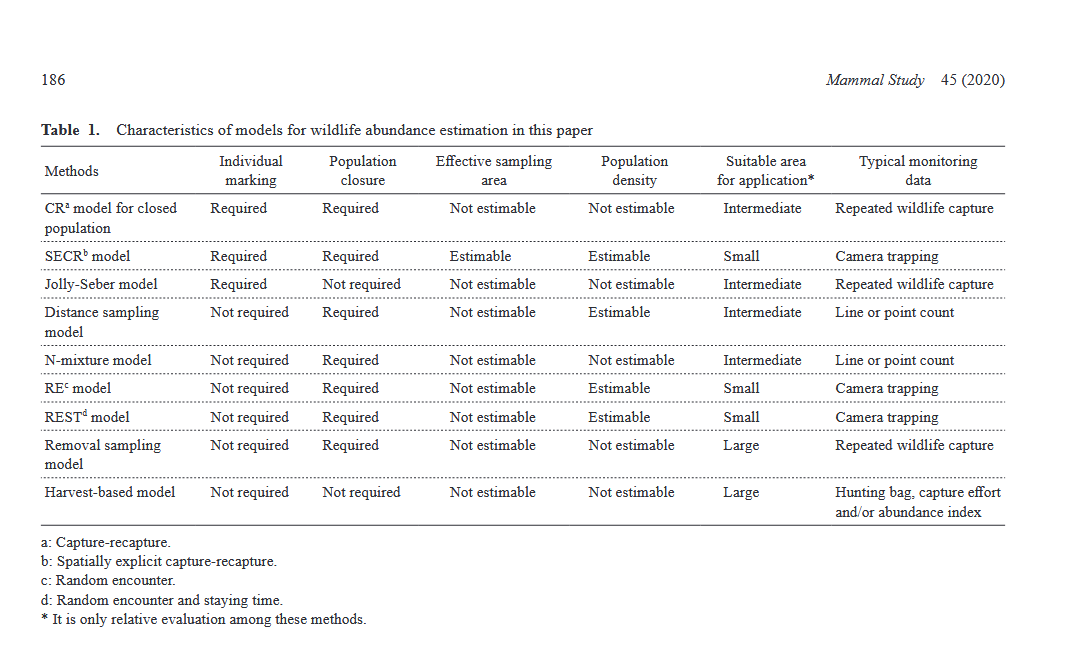 186 Mammal Study 45 (2020)
Table 1. Characteristics of models for wildlife abundance estimation in this paper
Methods Individual marking Population closure Effective sampling area Population density Suitable area for application* Typical monitoring data
CRa model for closed population Required Required Not estimable Not estimable Intermediate Repeated wildlife capture
SECRb model Required Required Estimable Estimable Small Camera trapping
Jolly-Seber model Required Not required Not estimable Not estimable Intermediate Repeated wildlife capture
Distance sampling model Not required Required Not estimable Estimable Intermediate Line or point count
N-mixture model Not required Required Not estimable Not estimable Intermediate Line or point count
REc model Not required Required Not estimable Estimable Small Camera trapping
RESTd model Not required Required Not estimable Estimable Small Camera trapping
Removal sampling model Not required Required Not estimable Not estimable Large Repeated wildlife capture
Harvest-based model Not required Not required Not estimable Not estimable Large Hunting bag, capture effort and/or abundance index
a: Capture-recapture.
b: Spatially explicit capture-recapture.
c: Random encounter.
d: Random encounter and staying time.
* It is only relative evaluation among these methods.